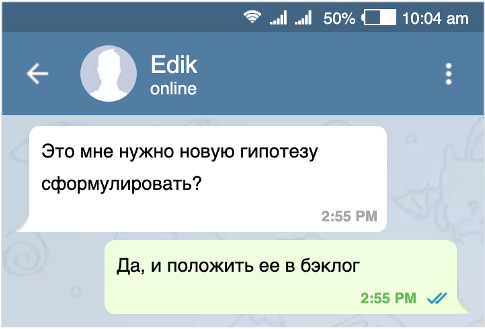 50% 10:04 am
Edik
online
Это мне нужно новую гипотезу
сформулировать?
2:55 PM
Да, и положить ее в бэклог
2:55 PM